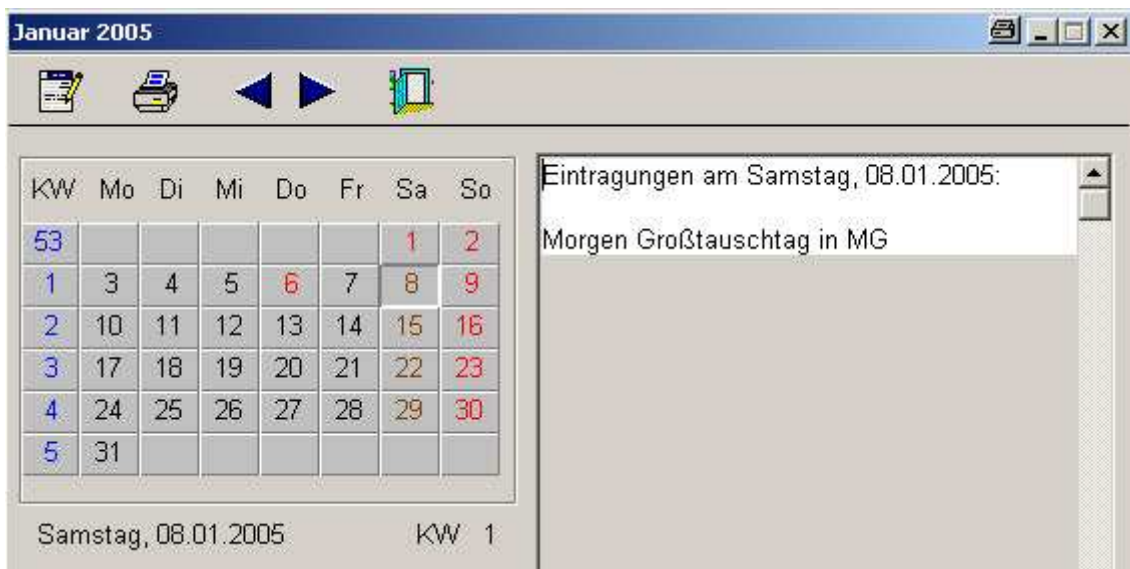 Januar 2005
KW Mo Di Mi Do Fr Sa So
53 1 2
1 3 4 5 6 7 8 9
2 10 11 12 13 14 15 16
3 17 18 19 20 21 22 23
4 24 25 26 27 28 29 30
5 31
Samstag, 08.01.2005 KW 1
Eintragungen am Samstag, 08.01.2005:
Morgen Großtauschtag in MG